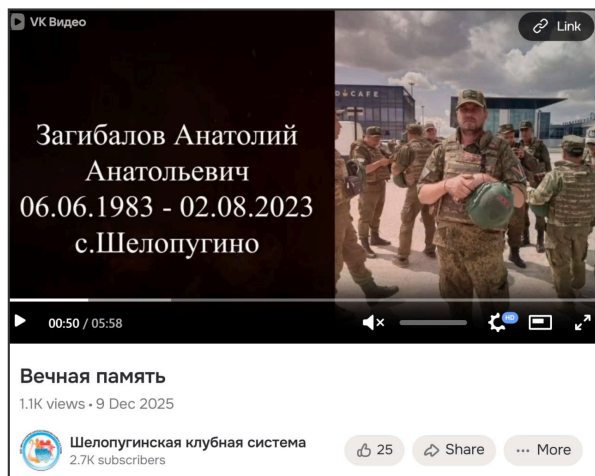 VK Видео
Link
Загибалов Анатолий
Анатольевич
06.06.1983 - 02.08.2023
с.Шелопугино
00:50 / 05:58
HD
Вечная память
1.1K views • 9 Dec 2025
Шелопугинская клубная система
2.7K subscribers
25
Share
More